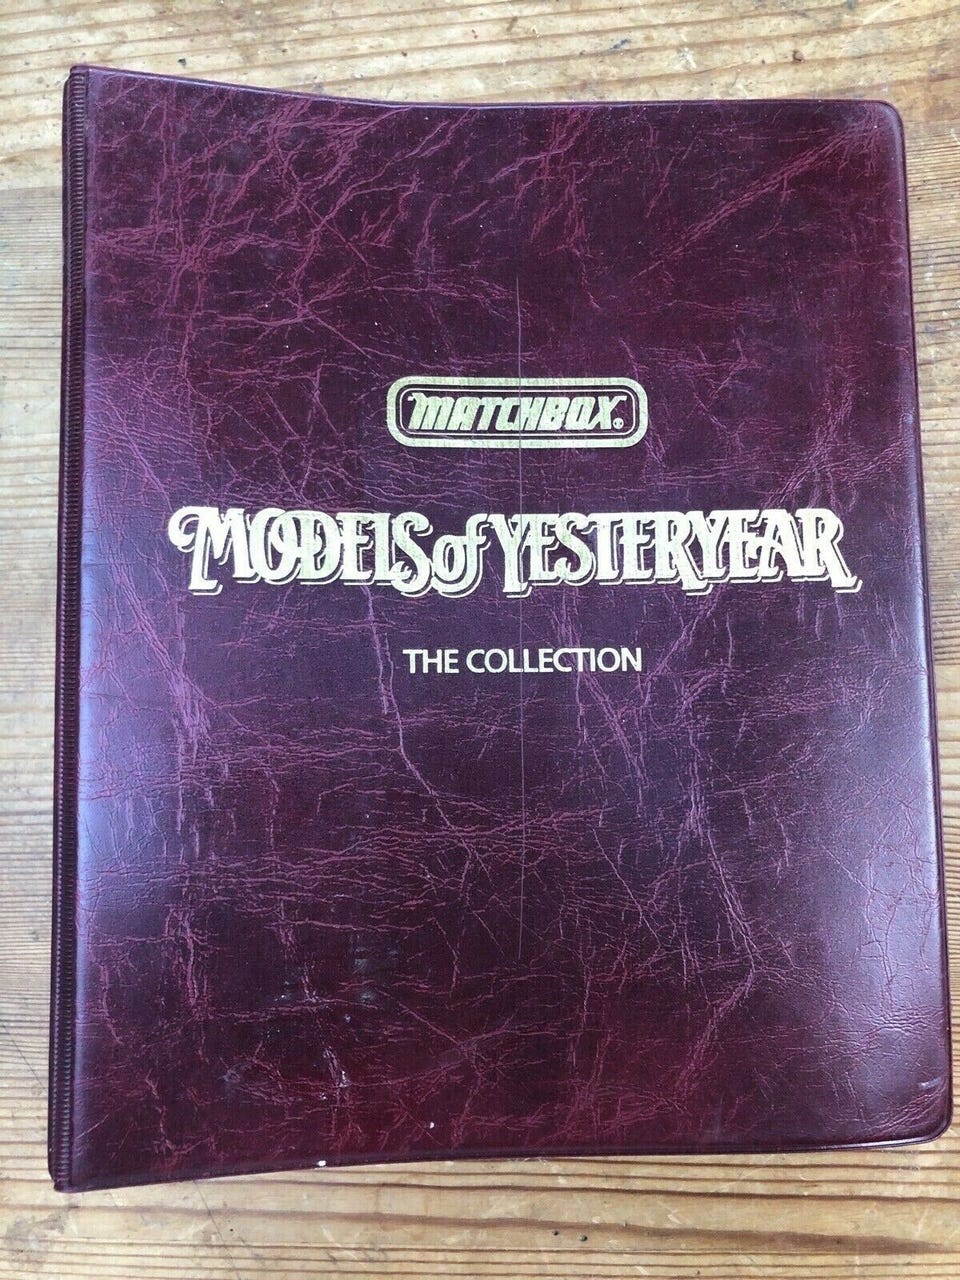 MATCHBOX®
MODELS of YESTERYEAR
THE COLLECTION